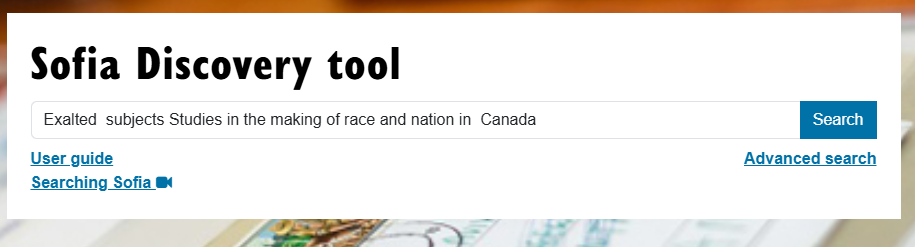 Sofia Discovery tool
Exalted  subjects Studies in the making of race and nation in  Canada
Search
User guide
Advanced search
Searching Sofia